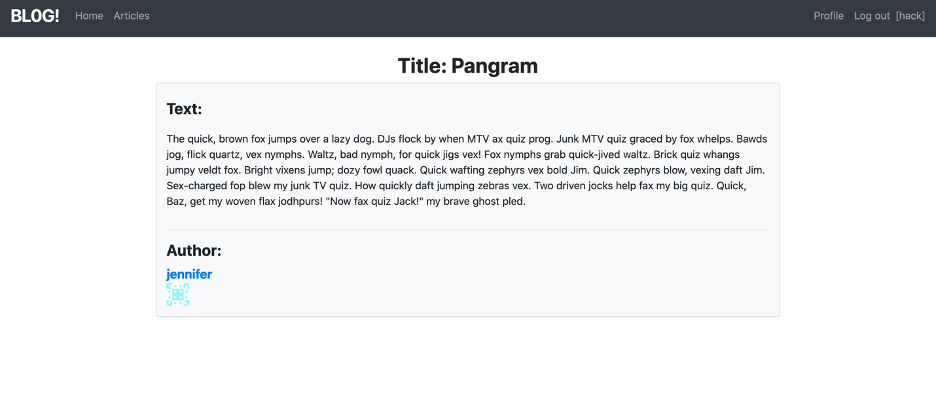 BL0G! Home Articles Profile Log out [hack]
Title: Pangram
Text:
The quick, brown fox jumps over a lazy dog. DJs flock by when MTV ax quiz prog. Junk MTV quiz graced by fox whelps. Bawds
jog, flick quartz, vex nymphs. Waltz, bad nymph, for quick jigs vex! Fox nymphs grab quick-jived waltz. Brick quiz whangs
jumpy veldt fox. Bright vixens jump; dozy fowl quack. Quick wafting zephyrs vex bold Jim. Quick zephyrs blow, vexing daft Jim.
Sex-charged fop blew my junk TV quiz. How quickly daft jumping zebras vex. Two driven jocks help fax my big quiz. Quick,
Baz, get my woven flax jodhpurs! "Now fax quiz Jack!" my brave ghost pled.
Author:
jennifer